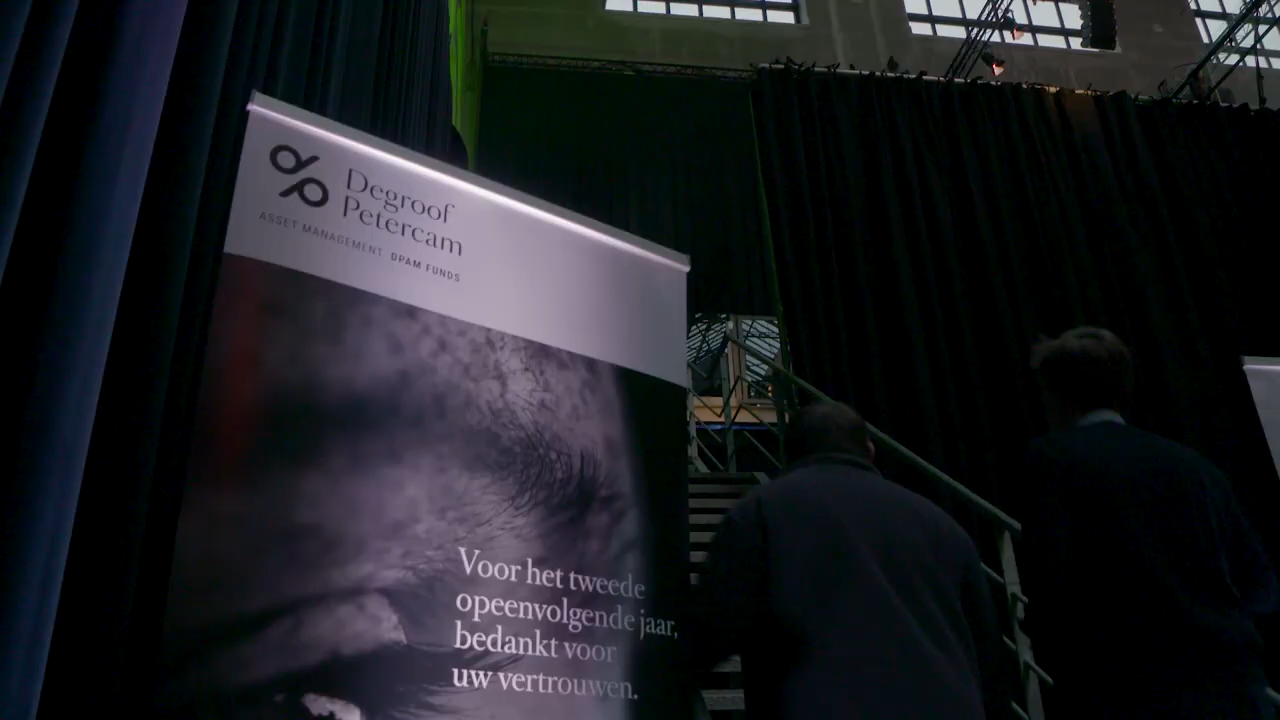 Degroof
Petercam
ASSET MANAGEMENT DPAM FUNDS
Voor het tweede
opeenvolgende jaar,
bedankt voor
uw vertrouwen.